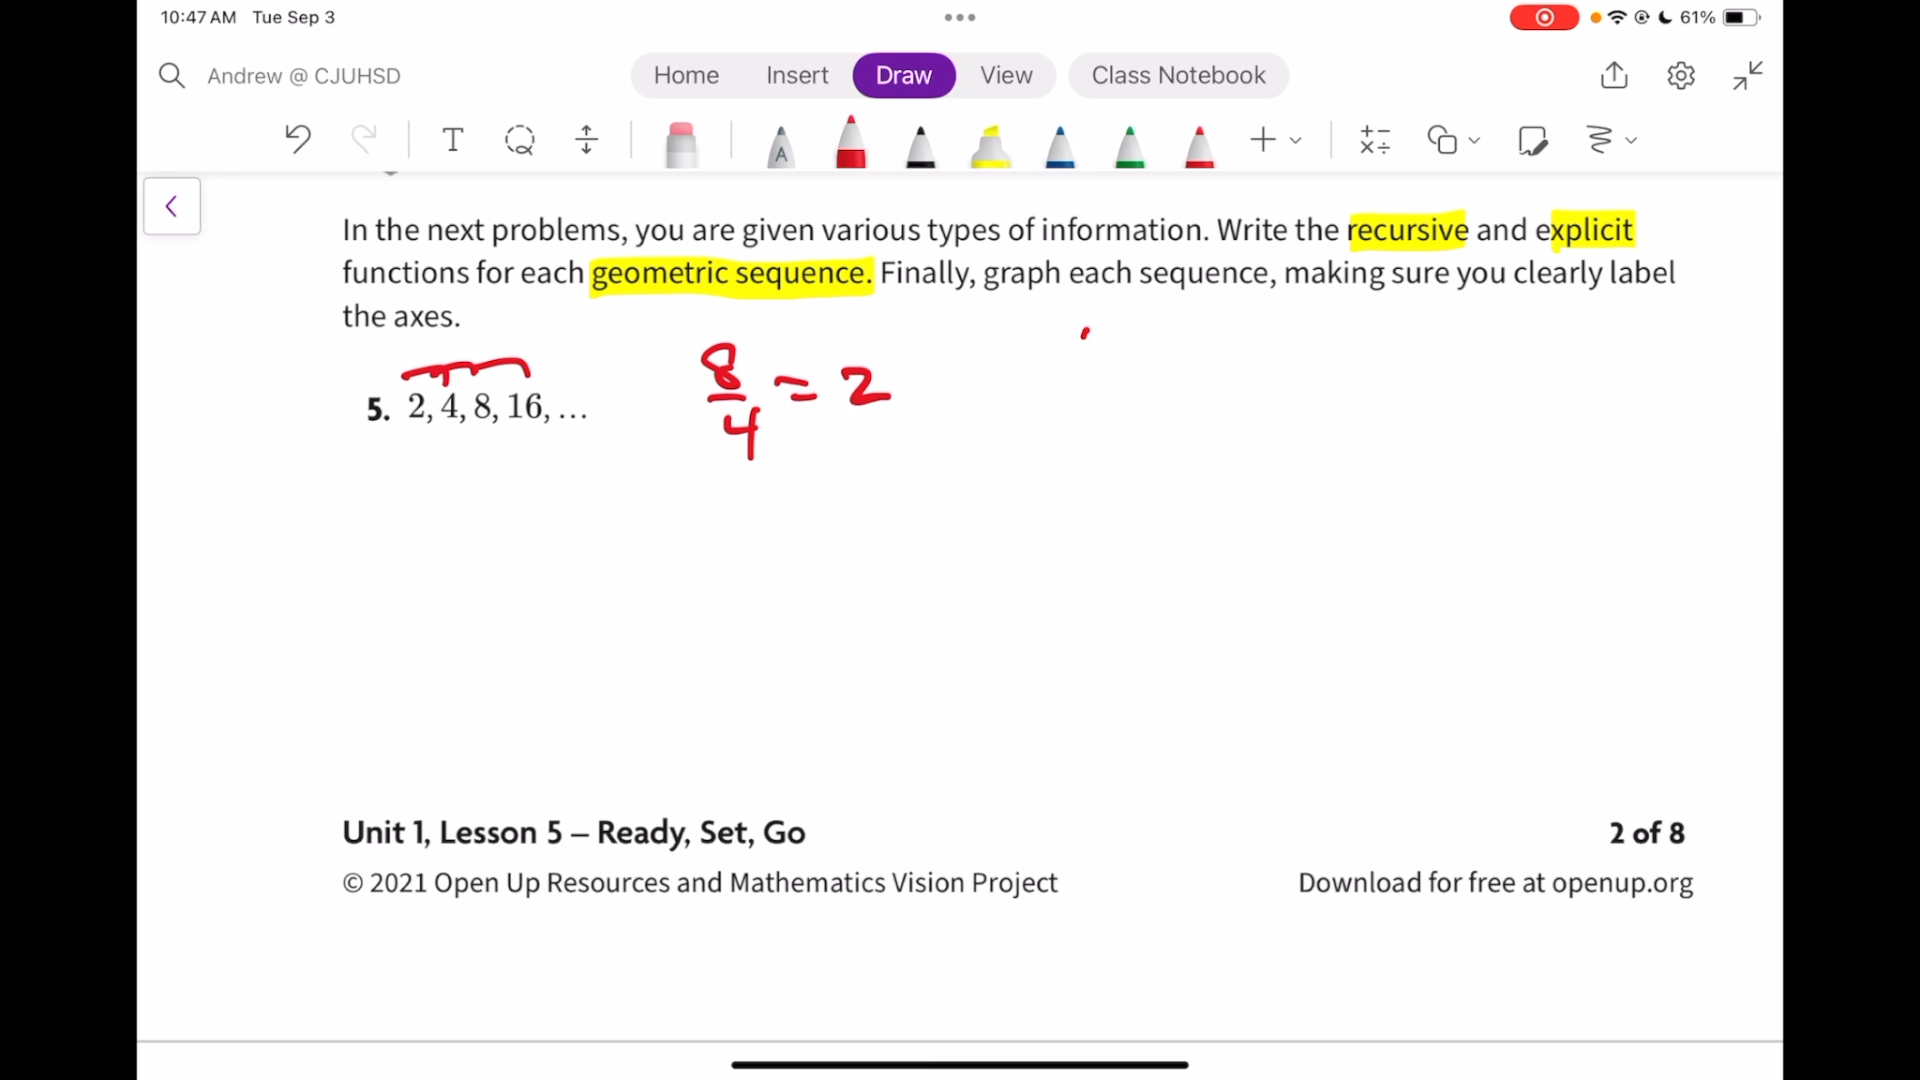 10:47 AM Tue Sep 3
61%
Andrew @ CJUHSD
Home Insert Draw View Class Notebook
T
A
In the next problems, you are given various types of information. Write the recursive and explicit
functions for each geometric sequence. Finally, graph each sequence, making sure you clearly label
the axes.
5. 2, 4, 8, 16, …
8/4 = 2
Unit 1, Lesson 5 – Ready, Set, Go
2 of 8
© 2021 Open Up Resources and Mathematics Vision Project
Download for free at openup.org